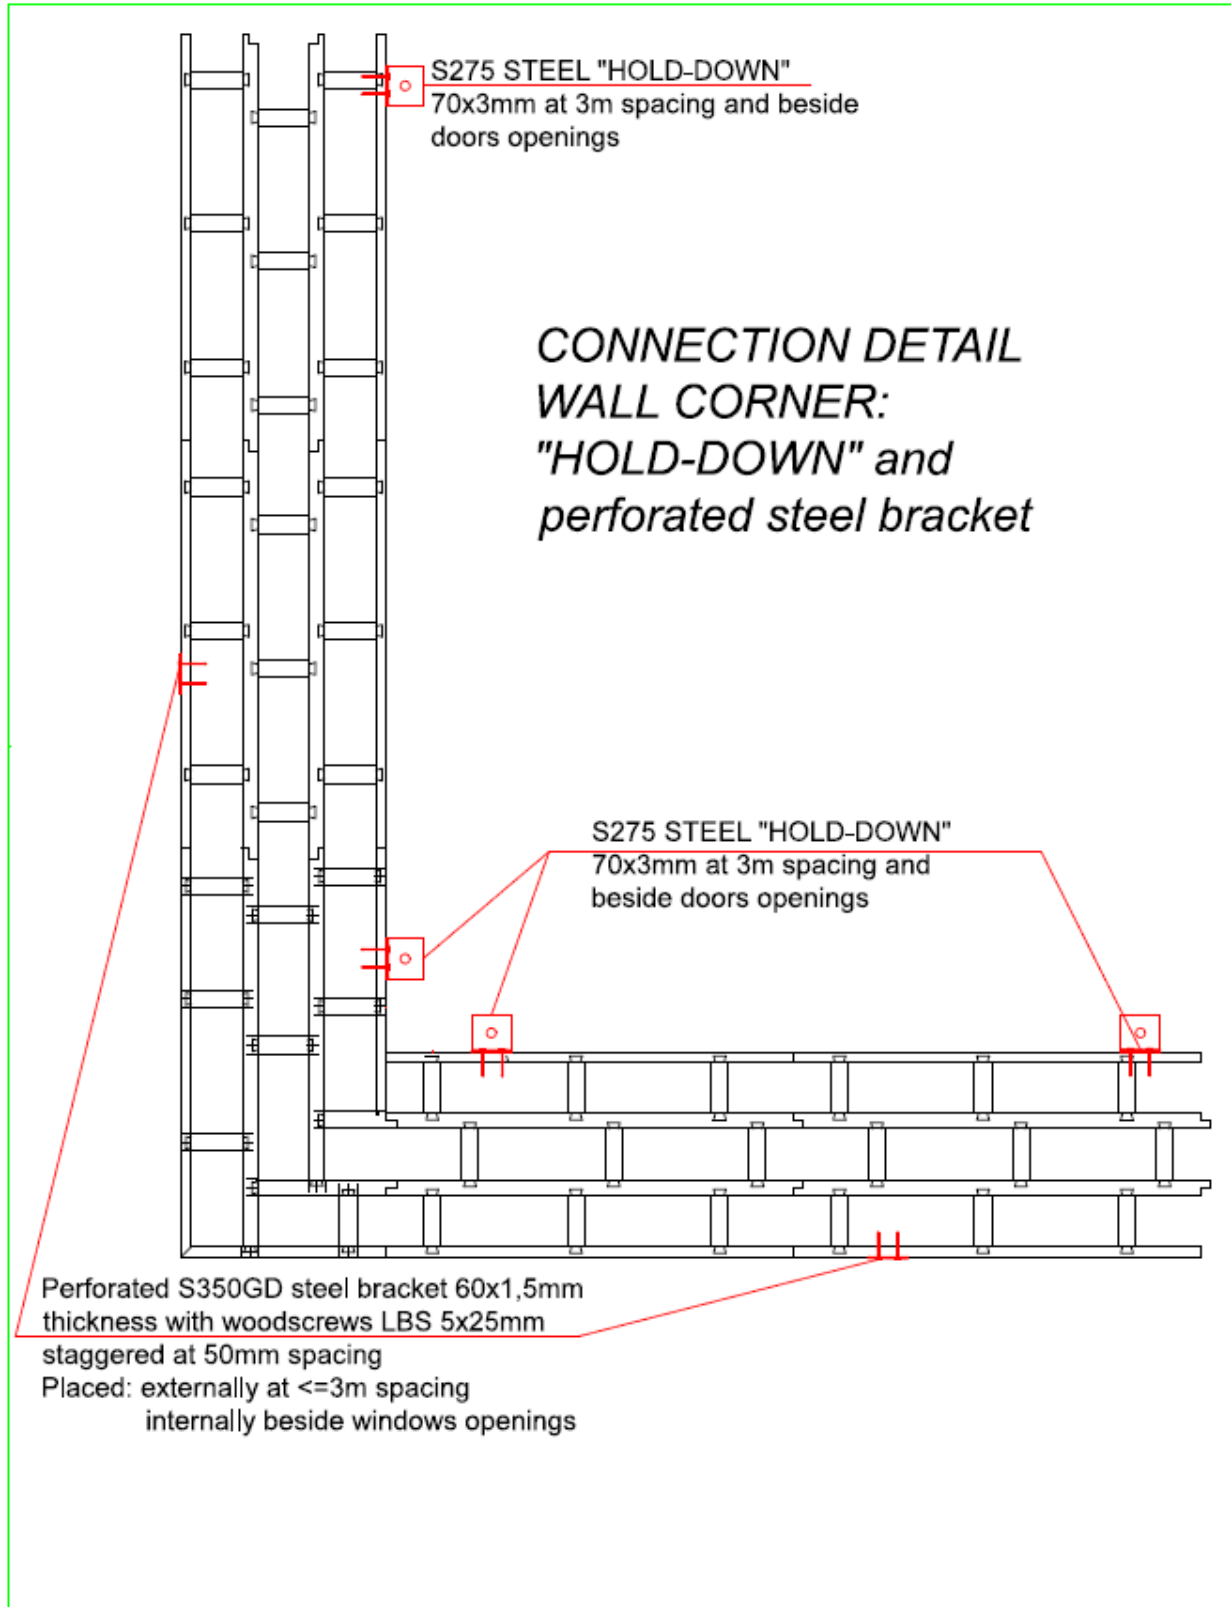 S275 STEEL "HOLD-DOWN"
70x3mm at 3m spacing and beside
doors openings
CONNECTION DETAIL
WALL CORNER:
"HOLD-DOWN" and
perforated steel bracket
S275 STEEL "HOLD-DOWN"
70x3mm at 3m spacing and
beside doors openings
Perforated S350GD steel bracket 60x1,5mm
thickness with woodscrews LBS 5x25mm
staggered at 50mm spacing
Placed: externally at <=3m spacing
internally beside windows openings